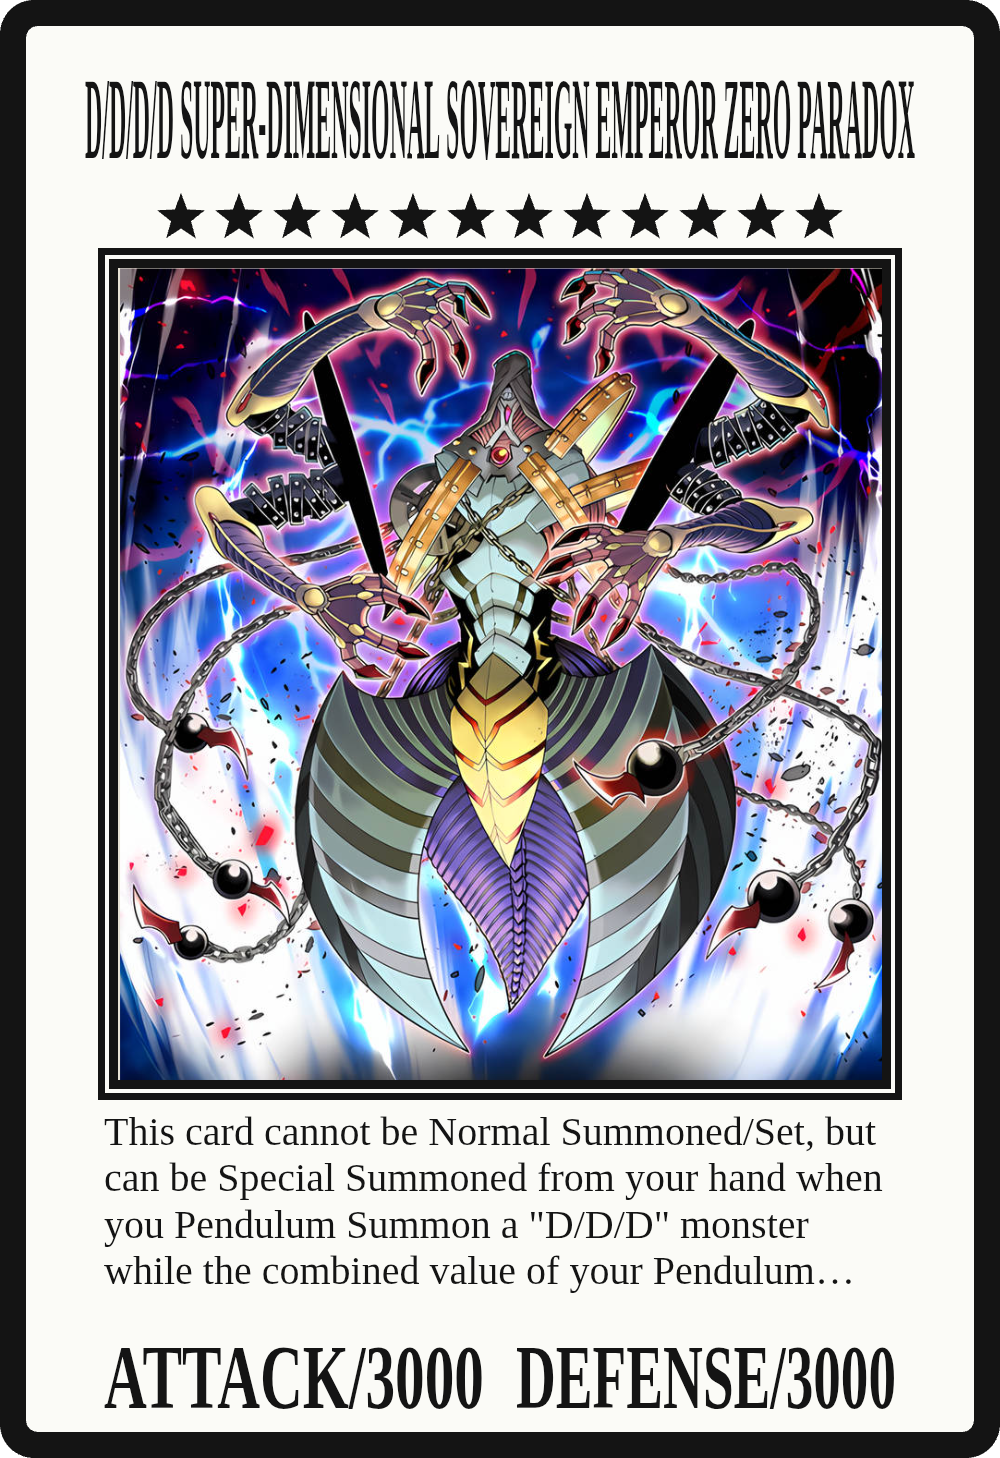 D/D/D/D SUPER-DIMENSIONAL SOVEREIGN EMPEROR ZERO PARADOX
This card cannot be Normal Summoned/Set, but
can be Special Summoned from your hand when
you Pendulum Summon a "D/D/D" monster
while the combined value of your Pendulum…
ATTACK/3000 DEFENSE/3000